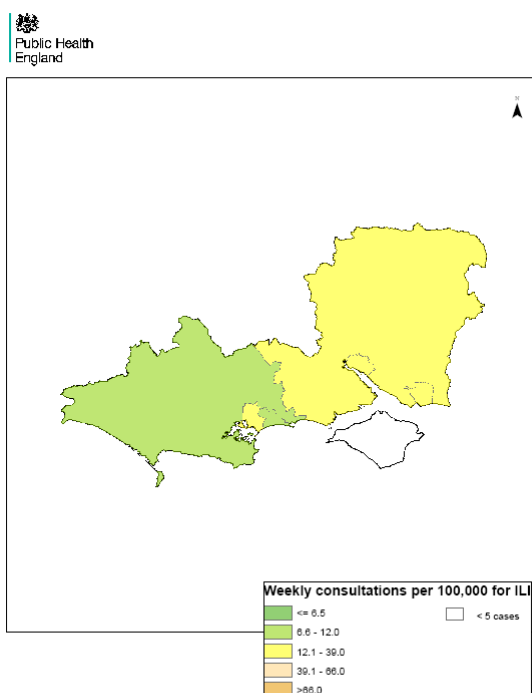 Public Health
England
N
Weekly consultations per 100,000 for ILI
<= 6.5
< 5 cases
6.6 - 12.0
12.1 - 39.0
39.1 - 66.0
>66.0